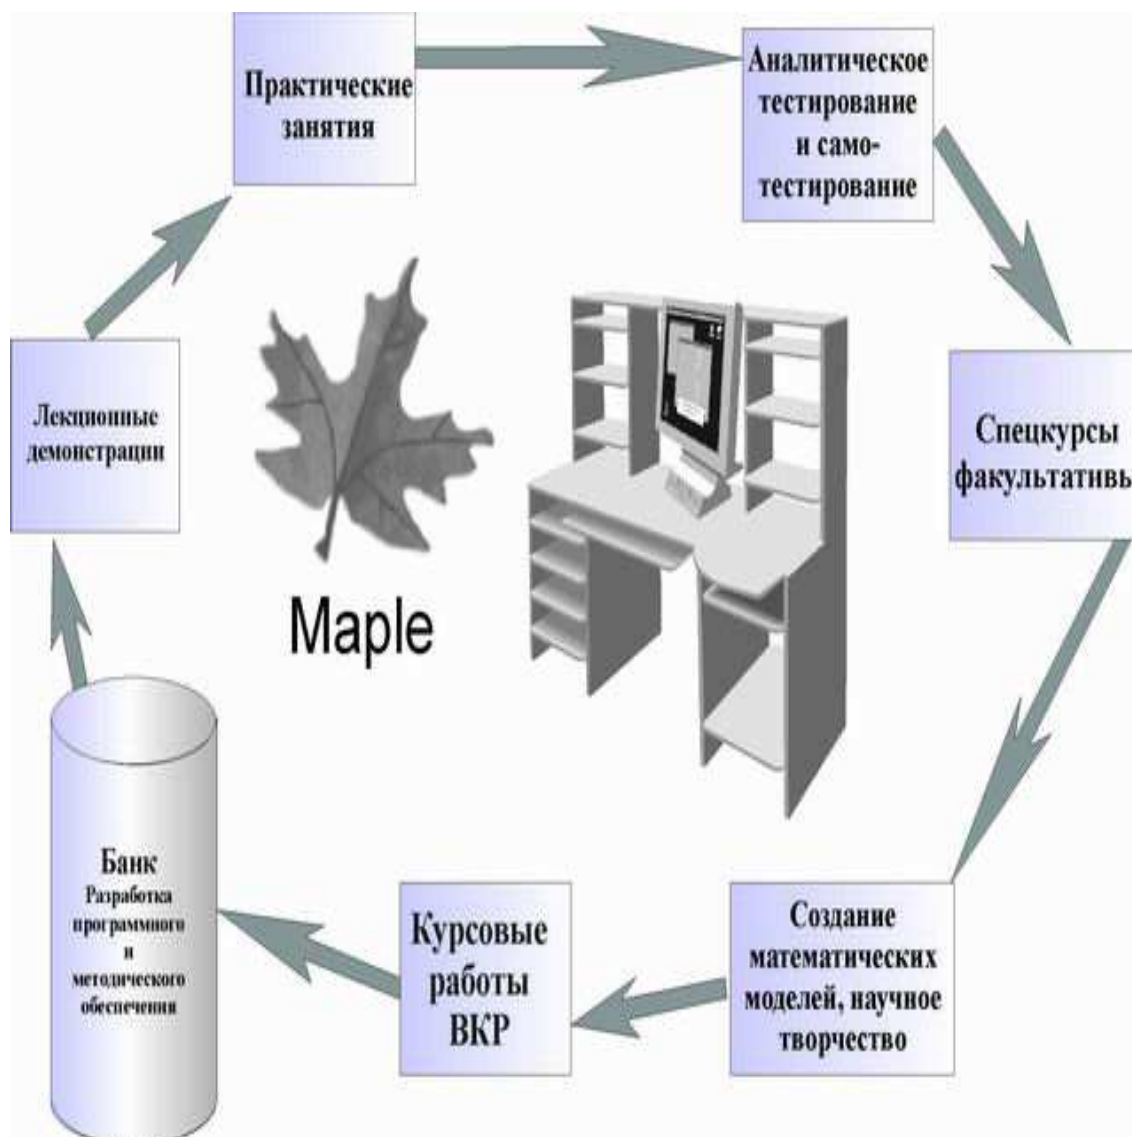 Практические
занятия
Аналитическое
тестирование
и само-
тестирование
Лекционные
демонстрации
Спецкурсы
факультативы
Maple
Банк
Разработка
программного
и
методического
обеспечения
Курсовые
работы
ВКР
Создание
математических
моделей, научное
творчество